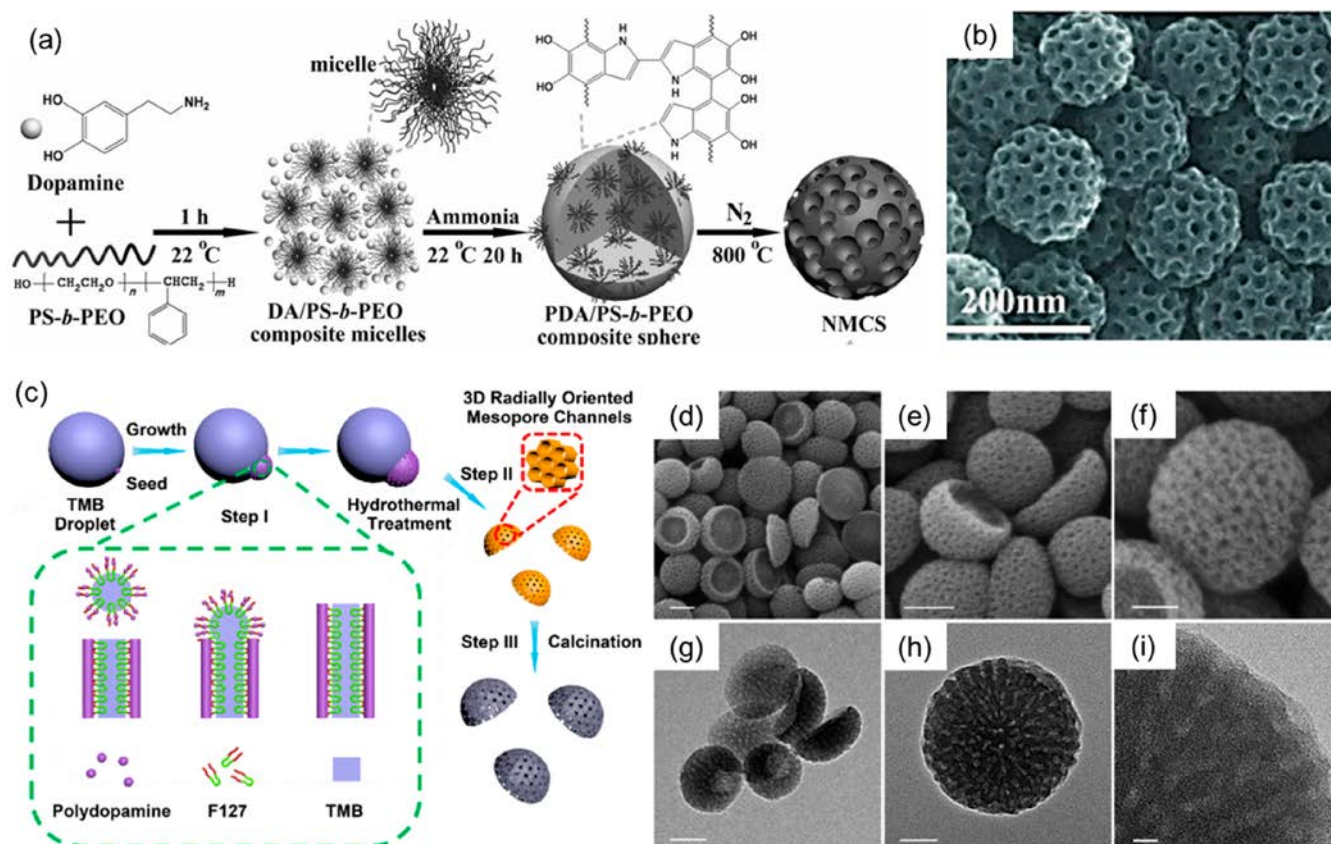 (a)
micelle
HO
HO
NH₂
Dopamine
+
1 h
22 °C
HO
CH₂CH₂O
n
CHCH₂
m
H
PS-b-PEO
DA/PS-b-PEO
composite micelles
Ammonia
22 °C 20 h
HO
HO
H
N
N
H
OH
OH
OH
OH
N
H
PDA/PS-b-PEO
composite sphere
N₂
800 °C
NMCS
(b)
200nm
(c)
TMB
Droplet
Seed
Growth
Step I
Hydrothermal
Treatment
3D Radially Oriented
Mesopore Channels
Step II
Step III
Calcination
Polydopamine
F127
TMB
(d)
(e)
(f)
(g)
(h)
(i)